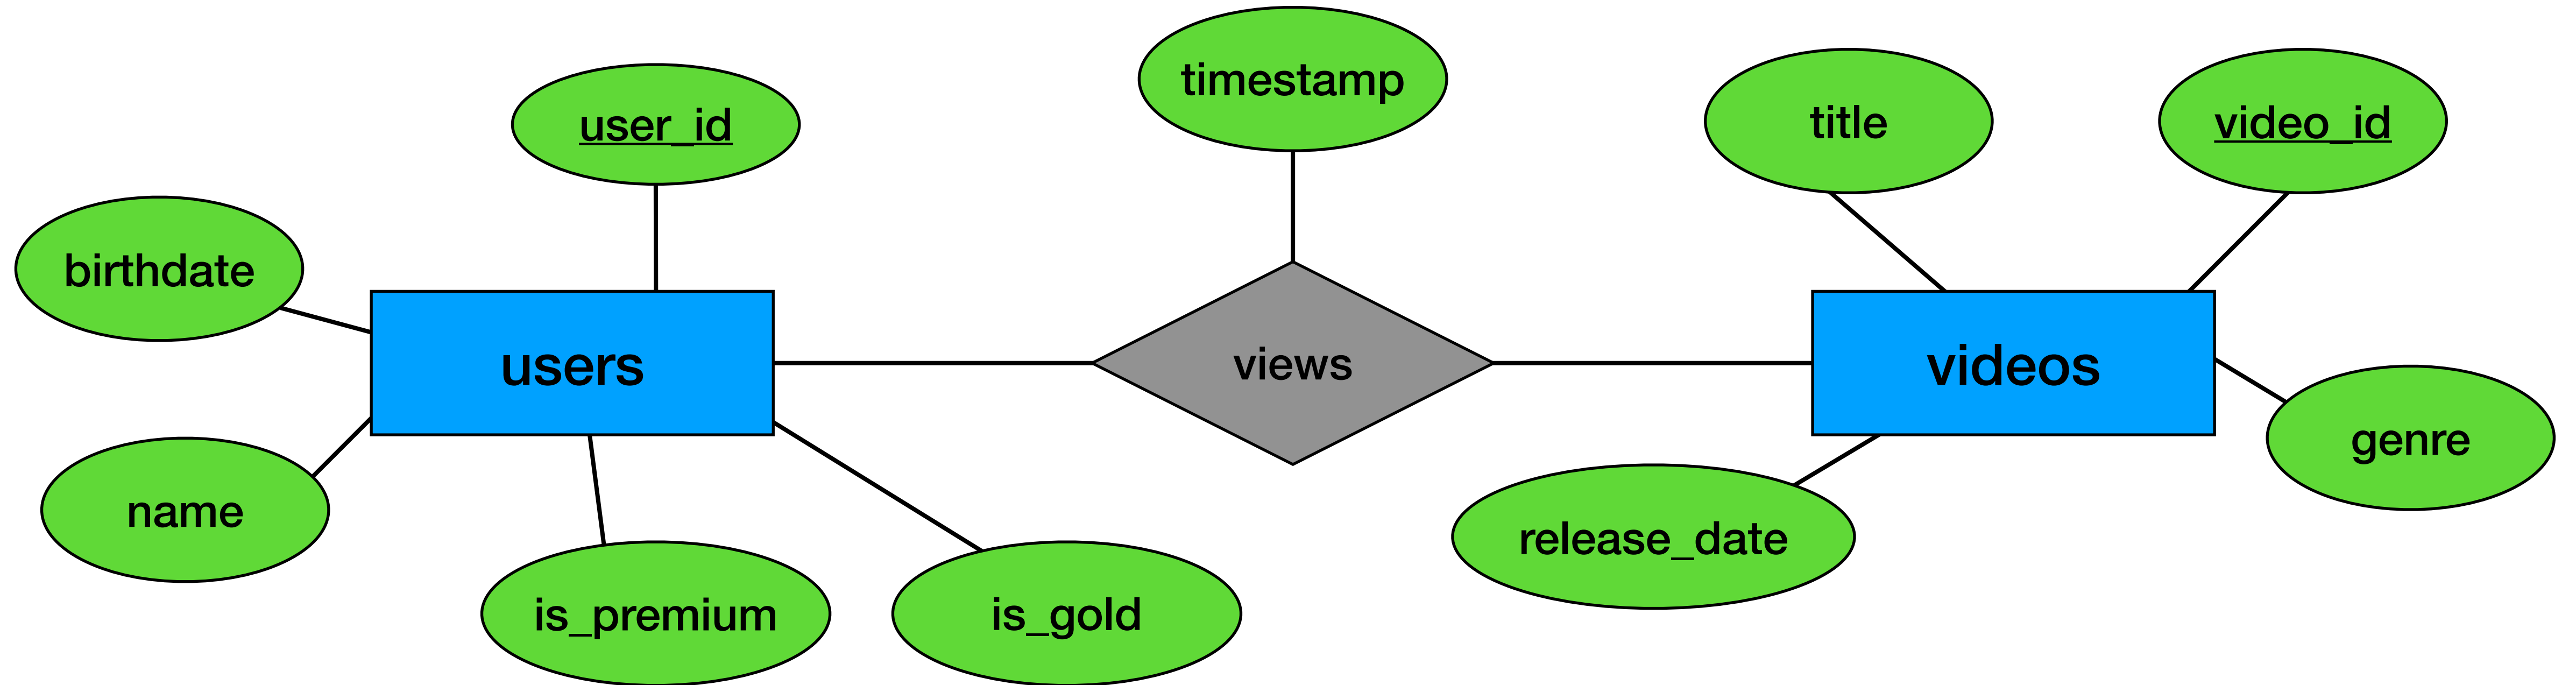 timestamp
title
video_id
user_id
birthdate
users
views
videos
genre
name
release_date
is_premium
is_gold